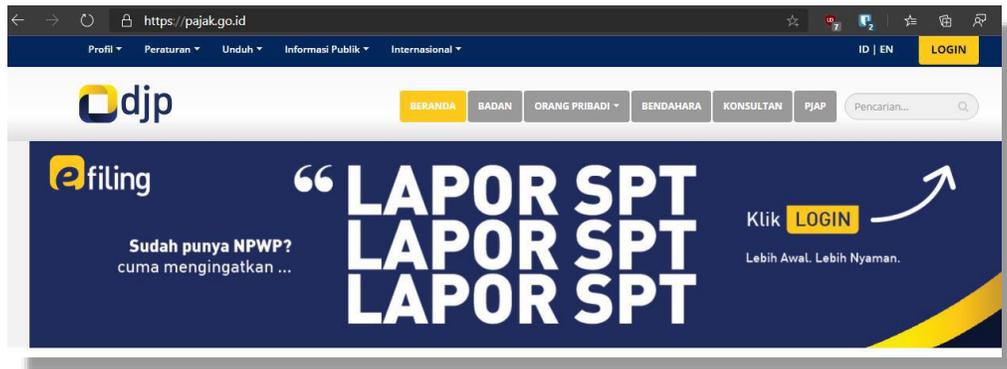 https://pajak.go.id
7
2
Profil
Peraturan
Unduh
Informasi Publik
Internasional
ID | EN
LOGIN
djp
BERANDA
BADAN
ORANG PRIBADI
BENDAHARA
KONSULTAN
PJAP
Pencarian...
efiling
Sudah punya NPWP?
cuma mengingatkan ...
“ LAPOR SPT
LAPOR SPT
LAPOR SPT
Klik LOGIN
Lebih Awal. Lebih Nyaman.